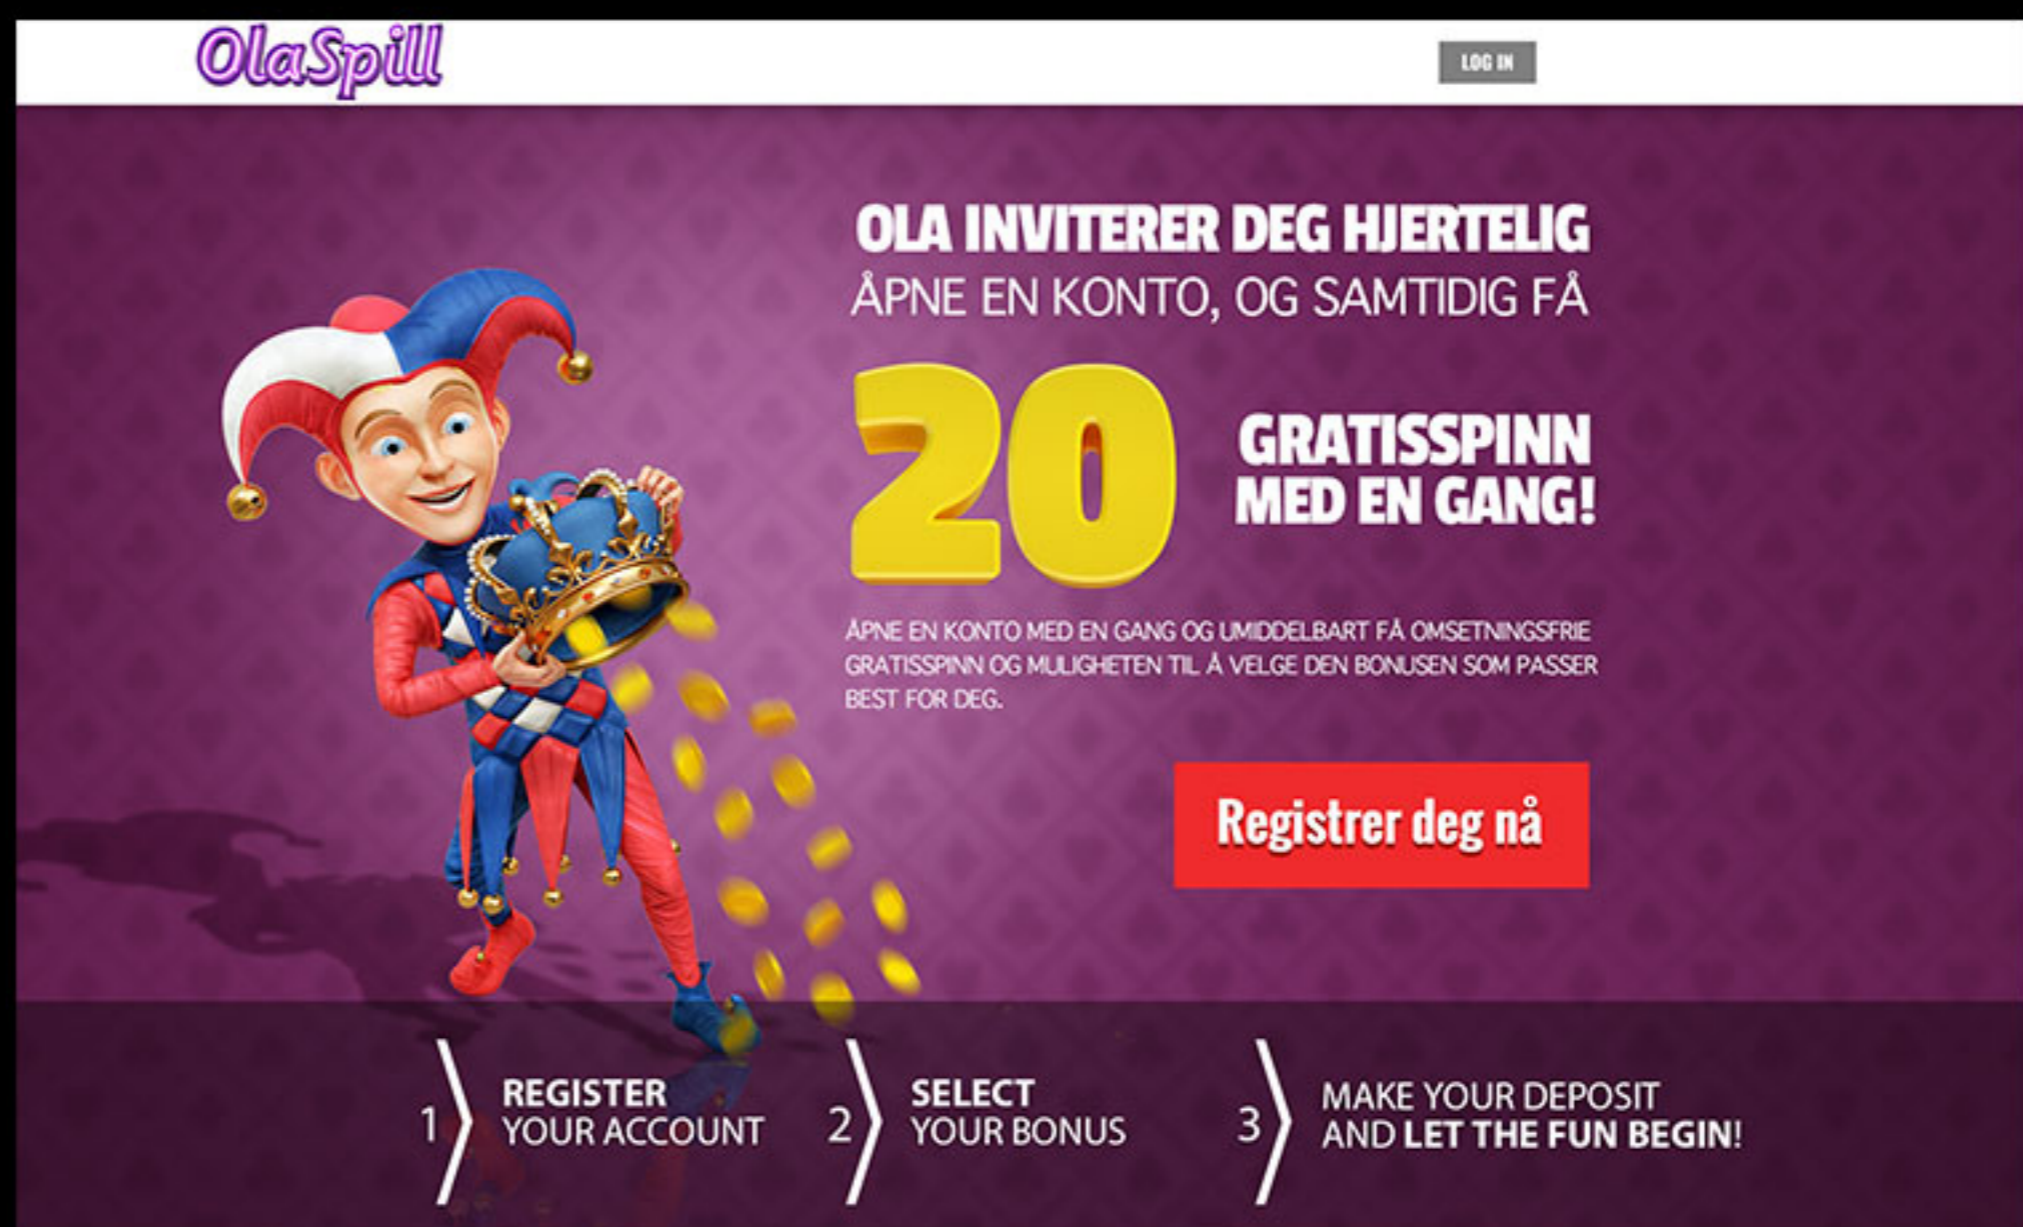 OlaSpill
LOG IN
OLA INVITERER DEG HJERTELIG
ÅPNE EN KONTO, OG SAMTIDIG FÅ
20
GRATISSPINN
MED EN GANG!
ÅPNE EN KONTO MED EN GANG OG UMIDDELBART FÅ OMSETNINGSFRIE
GRATISSPINN OG MULIGHETEN TIL Å VELGE DEN BONUSEN SOM PASSER
BEST FOR DEG.
Registrer deg nå
1
REGISTER
YOUR ACCOUNT
2
SELECT
YOUR BONUS
3
MAKE YOUR DEPOSIT
AND LET THE FUN BEGIN!